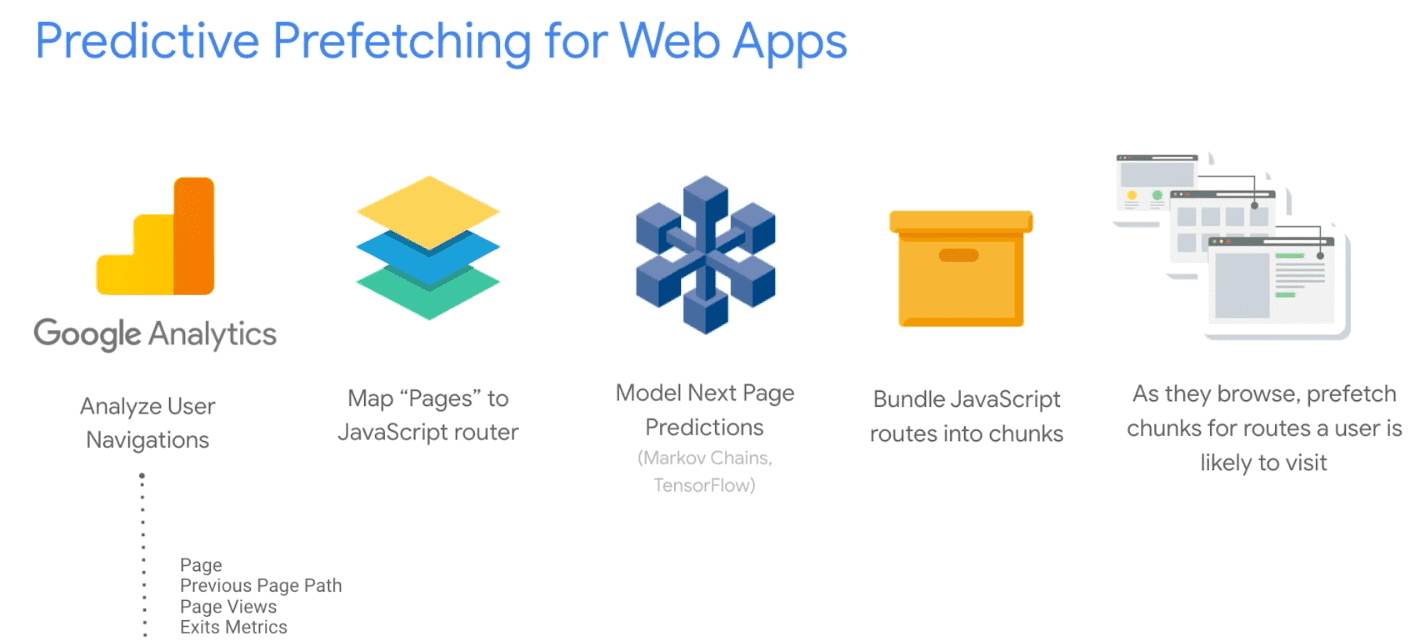 Predictive Prefetching for Web Apps
Google Analytics
Analyze User
Navigations
Map “Pages” to
JavaScript router
Model Next Page
Predictions
(Markov Chains,
TensorFlow)
Bundle JavaScript
routes into chunks
As they browse, prefetch
chunks for routes a user is
likely to visit
Page
Previous Page Path
Page Views
Exits Metrics